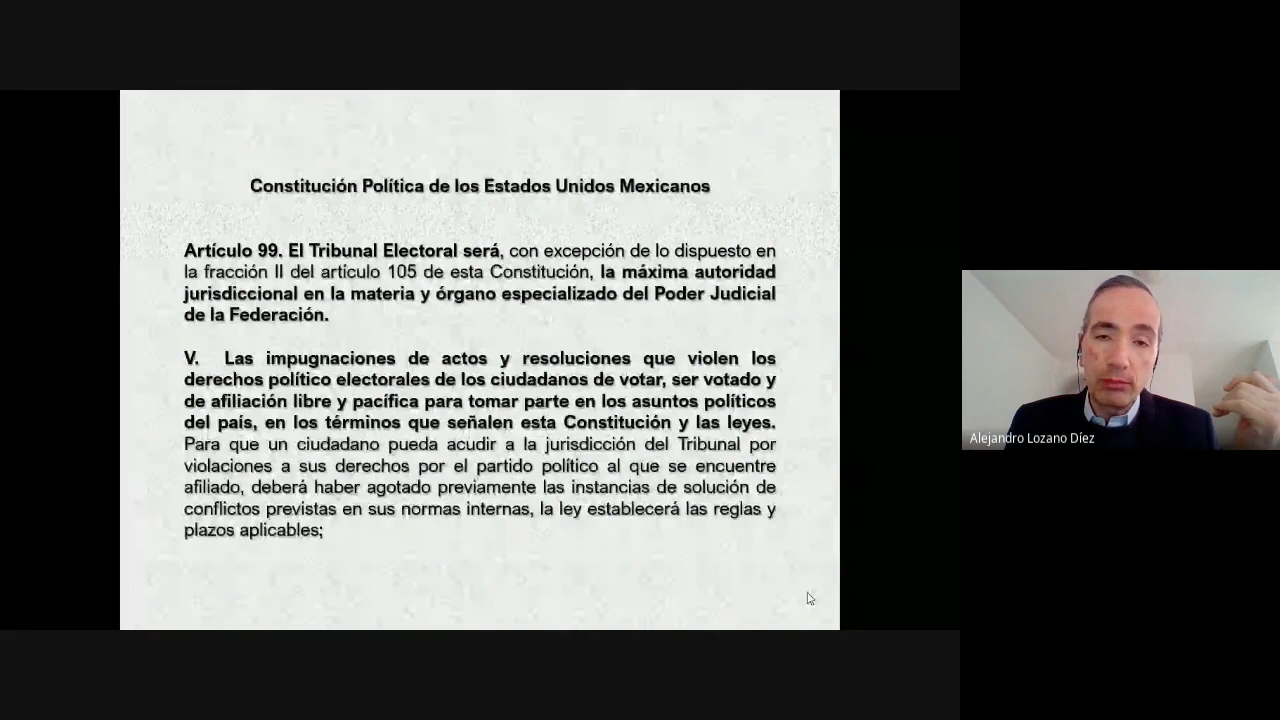 Constitución Política de los Estados Unidos Mexicanos
Artículo 99. El Tribunal Electoral será, con excepción de lo dispuesto en
la fracción II del artículo 105 de esta Constitución, la máxima autoridad
jurisdiccional en la materia y órgano especializado del Poder Judicial
de la Federación.
V. Las impugnaciones de actos y resoluciones que violen los
derechos político electorales de los ciudadanos de votar, ser votado y
de afiliación libre y pacífica para tomar parte en los asuntos políticos
del país, en los términos que señalen esta Constitución y las leyes.
Para que un ciudadano pueda acudir a la jurisdicción del Tribunal por
violaciones a sus derechos por el partido político al que se encuentre
afiliado, deberá haber agotado previamente las instancias de solución de
conflictos previstas en sus normas internas, la ley establecerá las reglas y
plazos aplicables;
Alejandro Lozano Díez